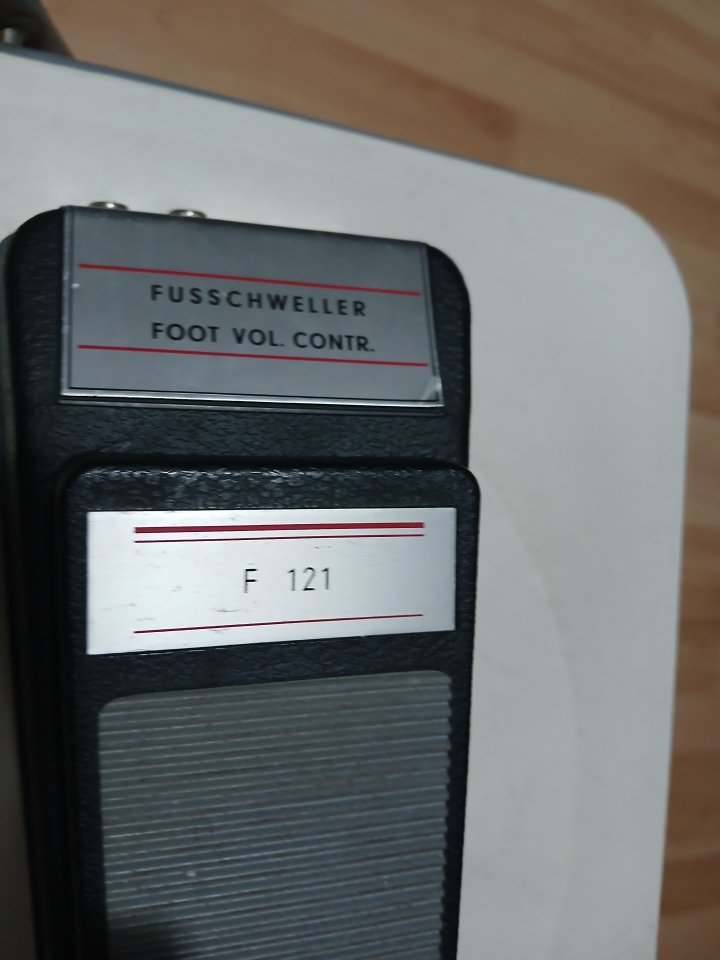 FUSSCHWELLER
FOOT VOL. CONTR.
F 121